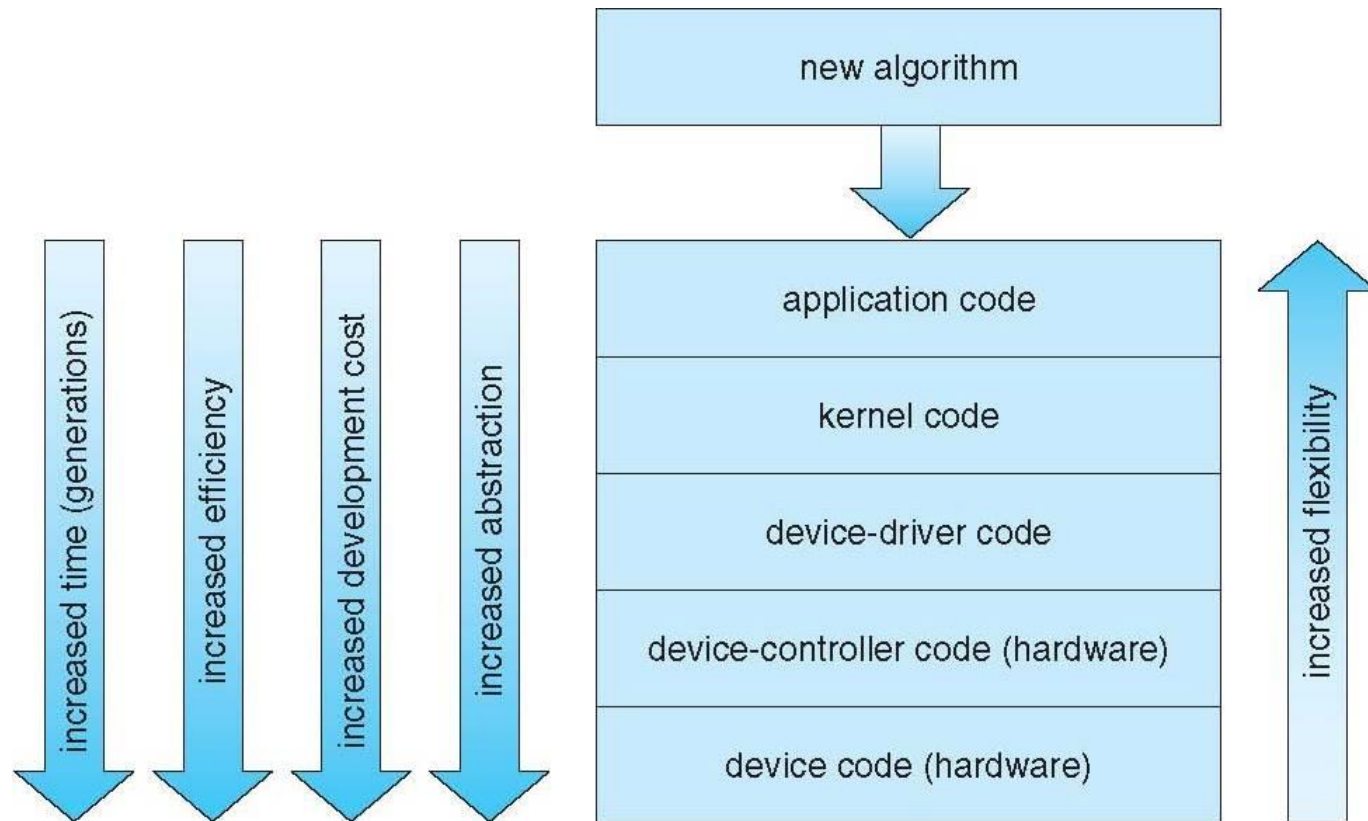 new algorithm
increased time (generations)
increased efficiency
increased development cost
increased abstraction
application code
kernel code
device-driver code
device-controller code (hardware)
device code (hardware)
increased flexibility